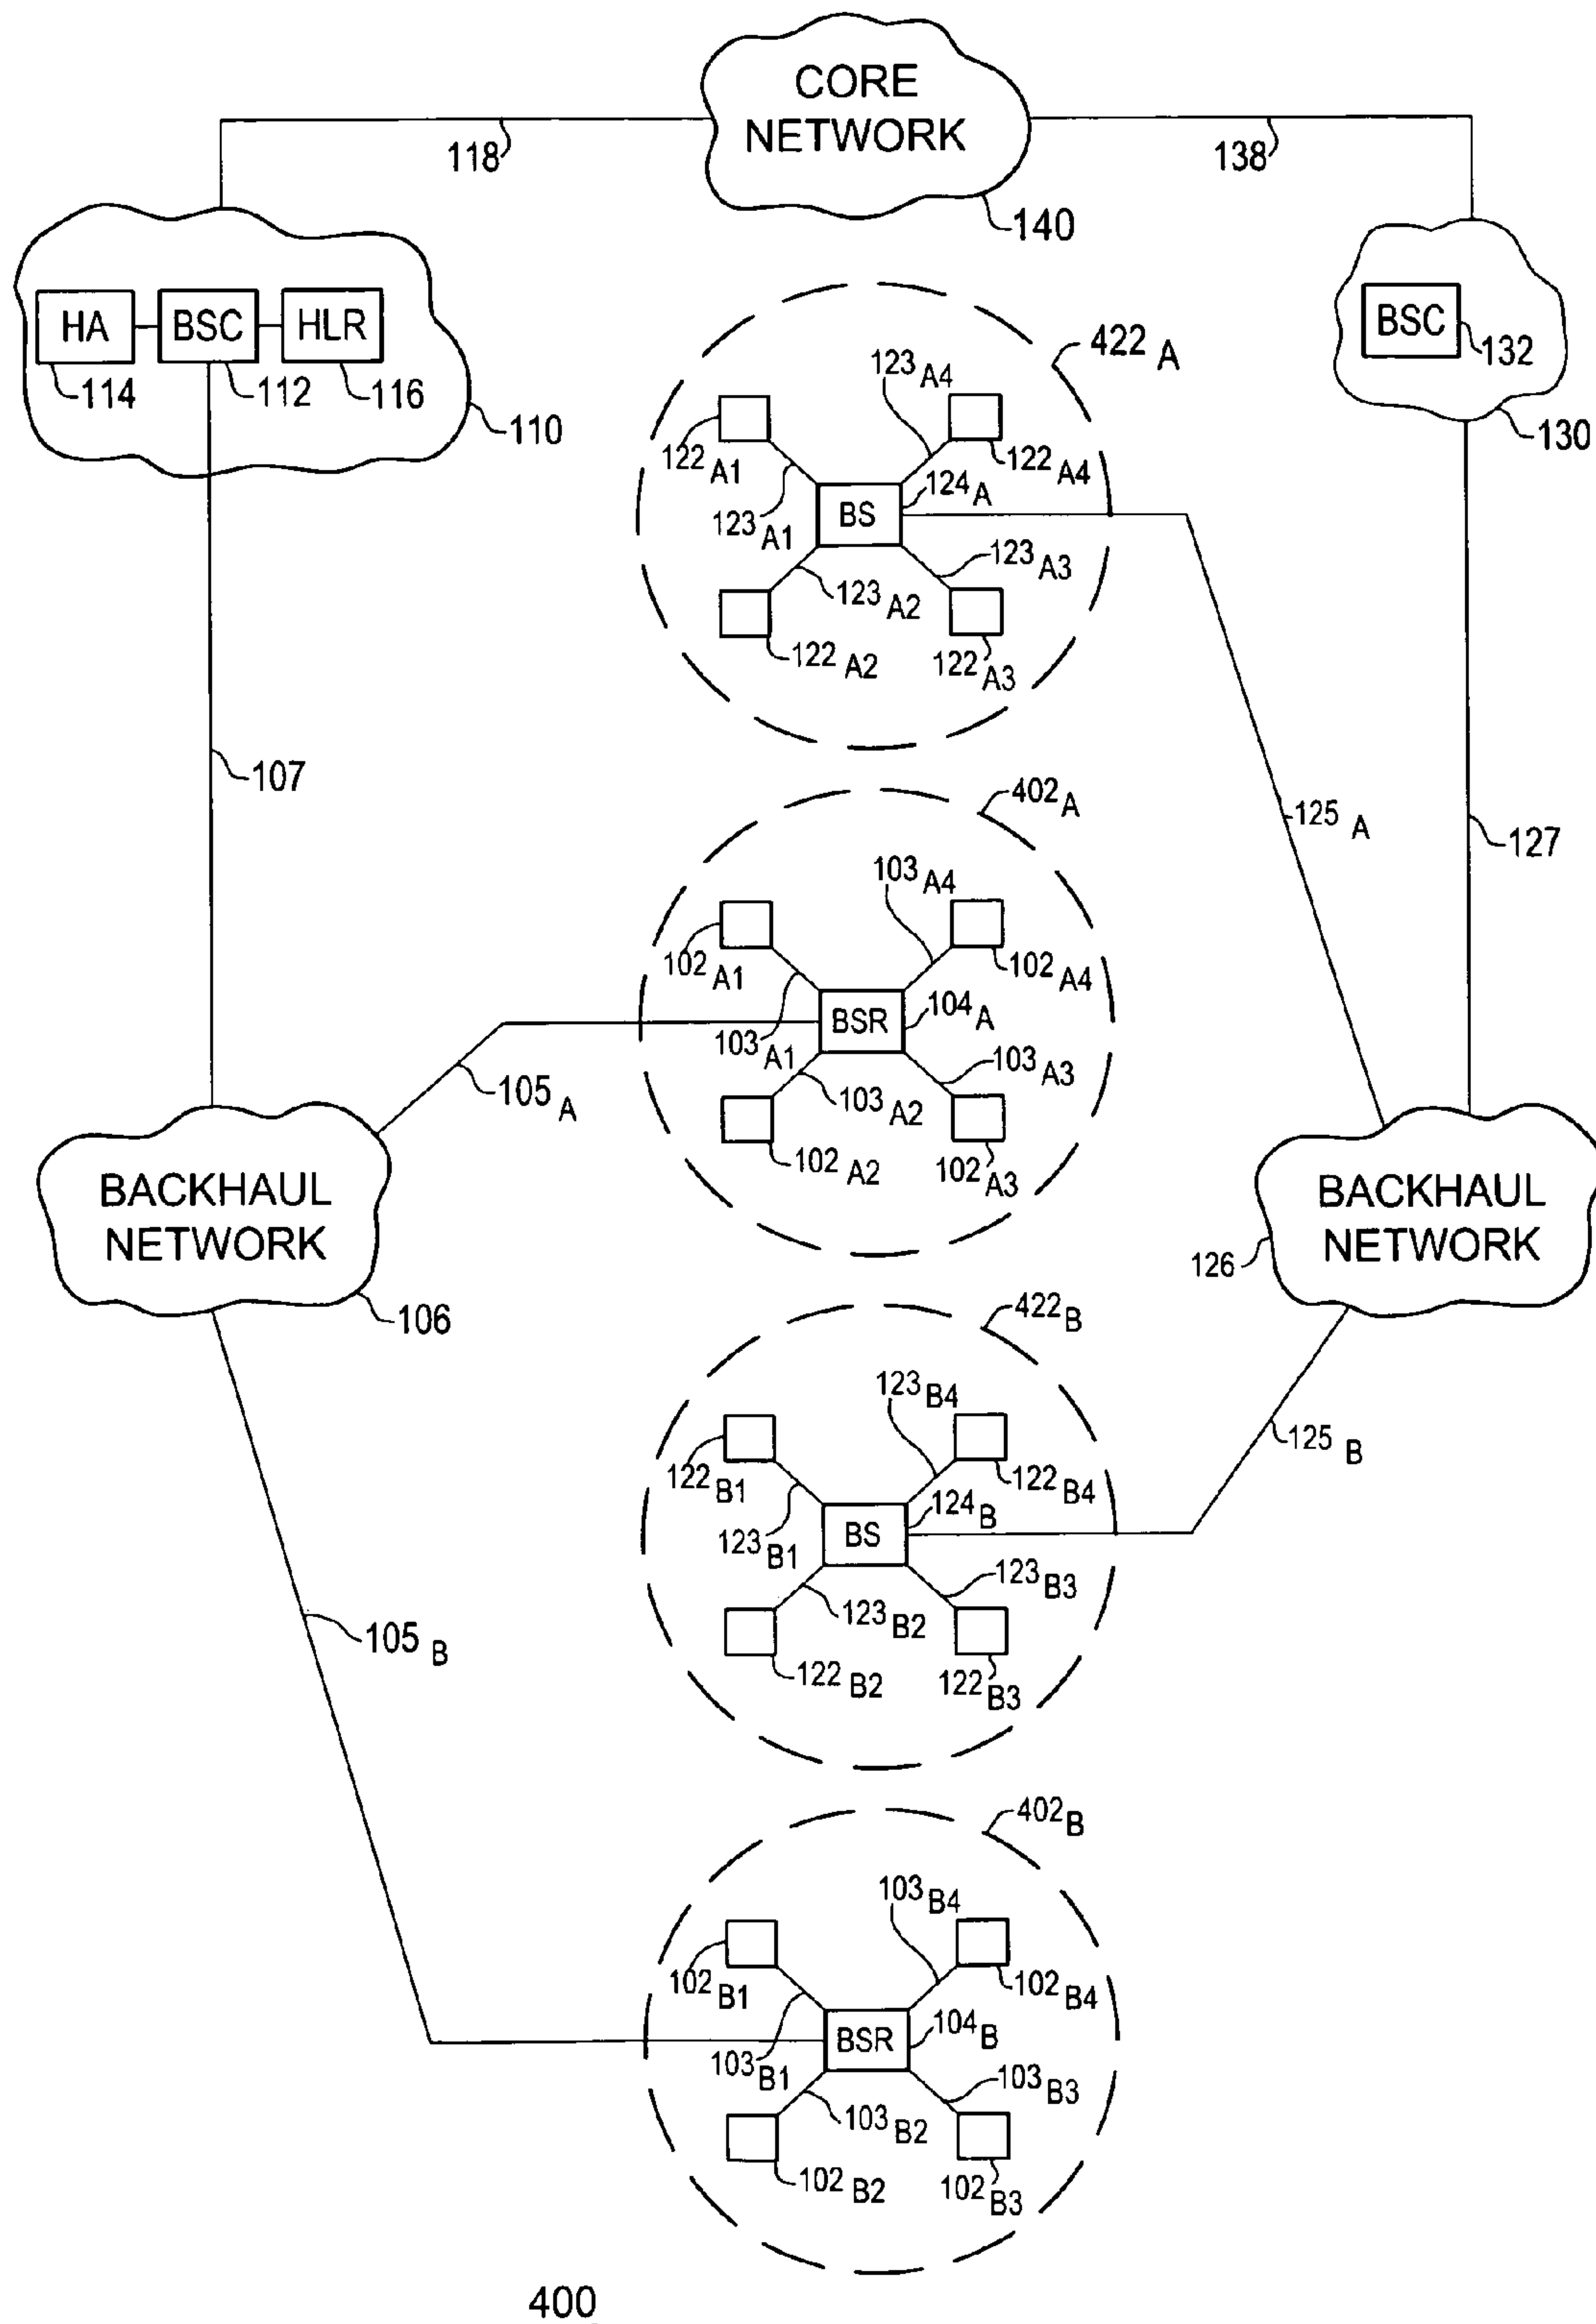 CORE
NETWORK
118
138
140
HA
BSC
HLR
114
112
116
110
BSC
132
130
422 A
123 A4
122 A1
122 A4
124 A
BS
123 A1
123 A3
123 A2
122 A2
122 A3
107
125 A
127
402 A
103 A4
102 A1
102 A4
104 A
BSR
103 A1
103 A3
103 A2
102 A2
102 A3
105 A
BACKHAUL
NETWORK
106
BACKHAUL
NETWORK
126
422 B
123 B4
122 B1
122 B4
124 B
BS
123 B1
123 B3
123 B2
122 B2
122 B3
125 B
105 B
402 B
103 B4
102 B1
102 B4
104 B
BSR
103 B1
103 B3
103 B2
102 B2
102 B3
400